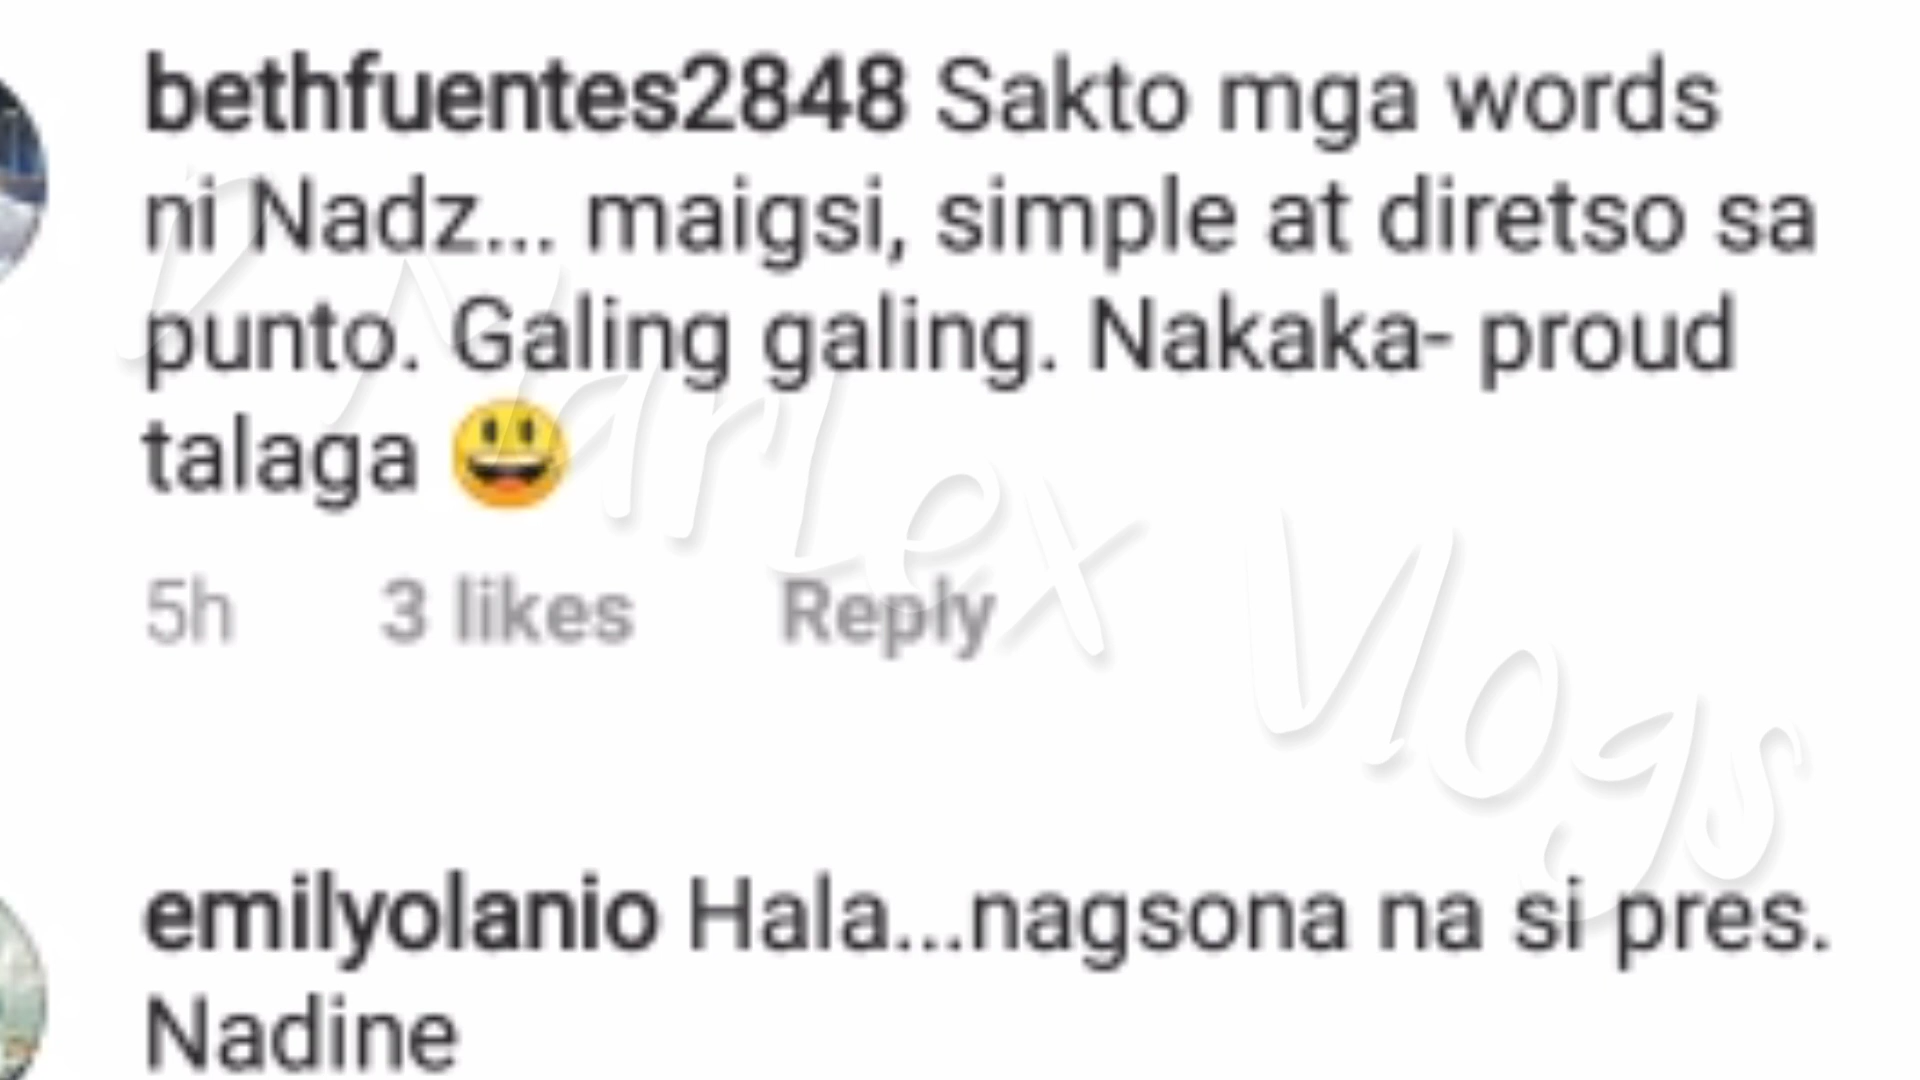 bethfuentes2848 Sakto mga words
ni Nadz... maigsi, simple at diretso sa
punto. Galing galing. Nakaka- proud
talaga 😃
5h 3 likes Reply
emilyolanio Hala...nagsona na si pres.
Nadine
Vlogs